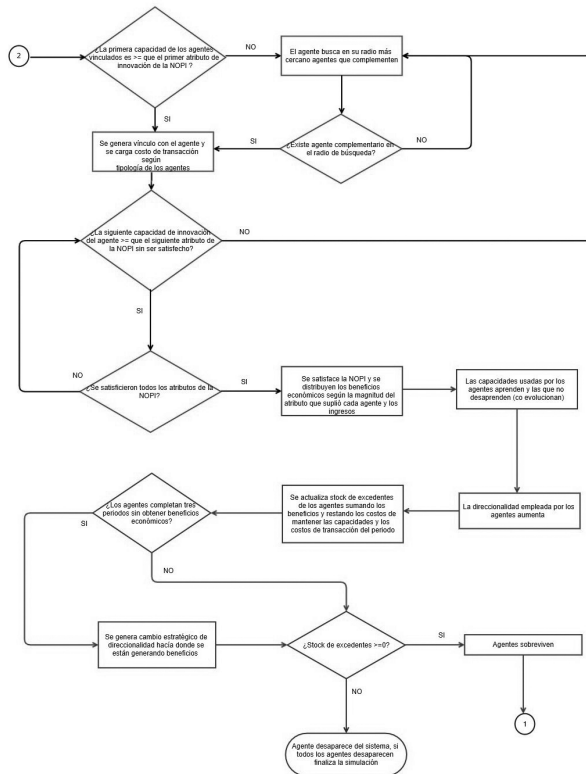 2
¿La primera capacidad de los agentes
vinculados es >= que el primer atributo de
innovación de la NOPI ?
NO
El agente busca en su radio más
cercano agentes que complementen
SI
Se genera vínculo con el agente y
se carga costo de transacción
según
tipología de los agentes
SI
¿Existe agente complementario en
el radio de búsqueda?
NO
¿La siguiente capacidad de innovación
del agente >= que el siguiente atributo de
la NOPI sin ser satisfecho?
NO
SI
NO
¿Se satisficieron todos los atributos de la
NOPI?
SI
Se satisface la NOPI y se
distribuyen los beneficios
económicos según la magnitud del
atributo que suplió cada agente y los
ingresos
Las capacidades usadas por los
agentes aprenden y las que no
desaprenden (co evolucionan)
¿Los agentes completan tres
periodos sin obtener beneficios
económicos?
SI
Se actualiza stock de excedentes
de los agentes sumando los
beneficios y restando los costos de
mantener las capacidades y los
costos de transacción del periodo
La direccionalidad empleada por los
agentes aumenta
NO
Se genera cambio estratégico de
direccionalidad hacía donde se
están generando beneficios
¿Stock de excedentes >=0?
SI
Agentes sobreviven
NO
1
Agente desaparece del sistema, si
todos los agentes desaparecen
finaliza la simulación